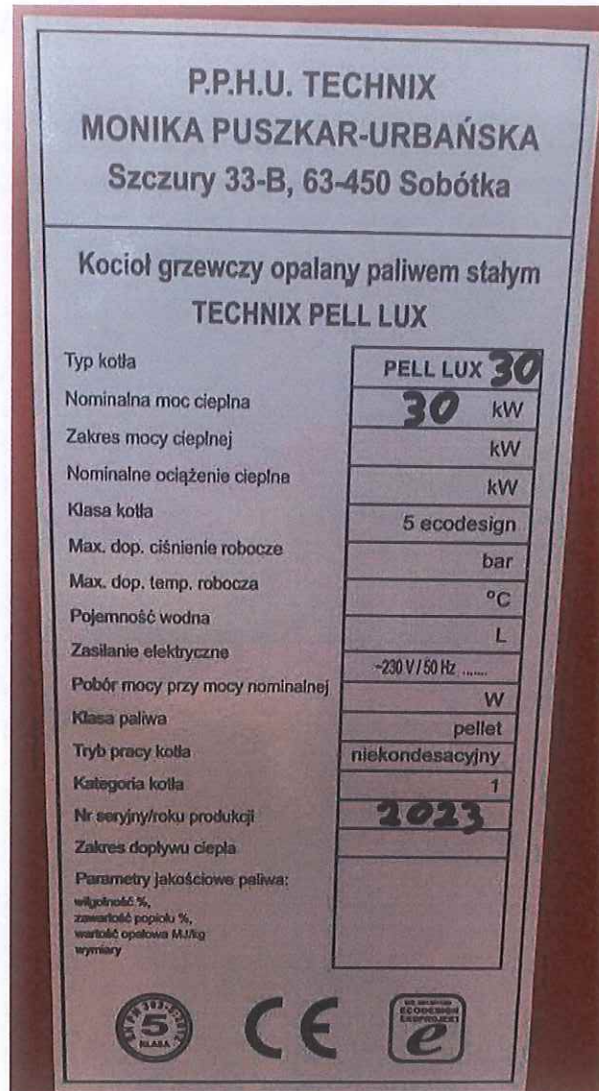 P.P.H.U. TECHNIX
MONIKA PUSZKAR-URBAŃSKA
Szczury 33-B, 63-450 Sobótka
Kocioł grzewczy opalany paliwem stałym
TECHNIX PELL LUX
Typ kotła PELL LUX 30
Nominalna moc cieplna 30 kW
Zakres mocy cieplnej kW
Nominalne ociążenie cieplne kW
Klasa kotła 5 ecodesign
Max. dop. ciśnienie robocze bar
Max. dop. temp. robocza °C
Pojemność wodna L
Zasilanie elektryczne ~230 V / 50 Hz .......
Pobór mocy przy mocy nominalnej W
Klasa paliwa pellet
Tryb pracy kotła niekondesacyjny
Kategoria kotła 1
Nr seryjny/roku produkcji 2023
Zakres dopływu ciepła
Parametry jakościowe paliwa:
wilgotność %,
zawartość popiołu %,
wartość opałowa MJ/kg
wymiary
5
KLASA
CE
ECODESIGN
EKOPROJEKT
e